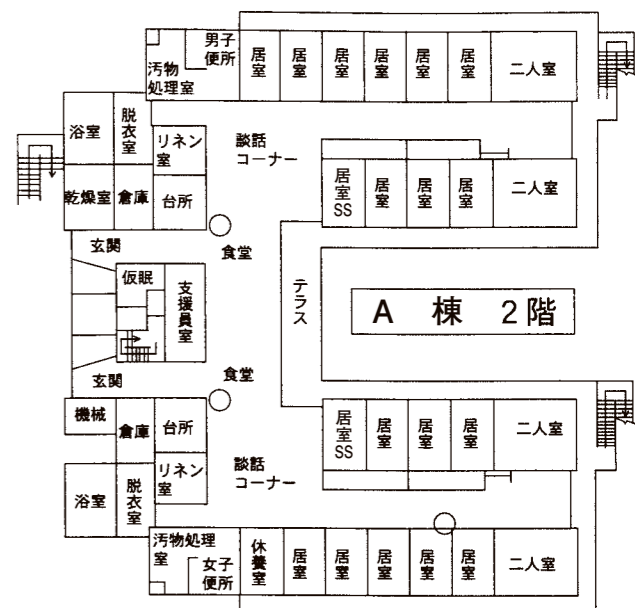 男子
便所
汚物
処理室
居室
居室
居室
居室
居室
居室
二人室
浴室
脱衣室
リネン
室
談話
コーナー
乾燥室
倉庫
台所
居室SS
居室
居室
居室
二人室
玄関
食堂
仮眠
支援員室
テラス
A 棟 2階
玄関
食堂
機械
倉庫
台所
居室SS
居室
居室
居室
二人室
リネン
室
談話
コーナー
浴室
脱衣室
汚物処理
室
女子
便所
休養室
居室
居室
居室
居室
居室
二人室